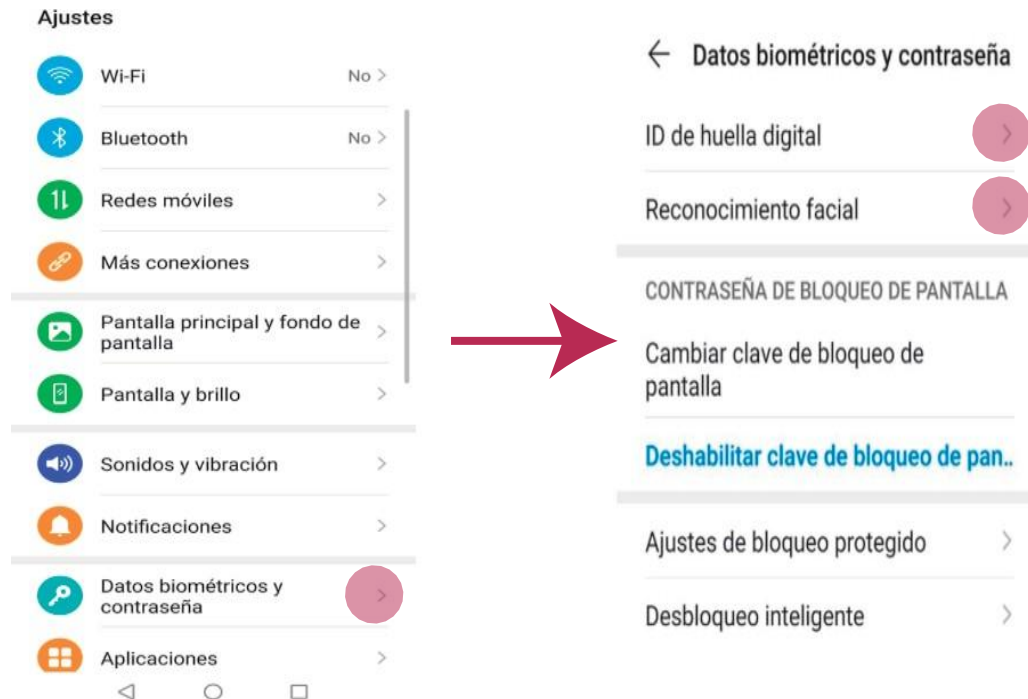 Ajustes
Wi-Fi No
Bluetooth No
Redes móviles
Más conexiones
Pantalla principal y fondo de
pantalla
Pantalla y brillo
Sonidos y vibración
Notificaciones
Datos biométricos y
contraseña
Aplicaciones
Datos biométricos y contraseña
ID de huella digital
Reconocimiento facial
CONTRASEÑA DE BLOQUEO DE PANTALLA
Cambiar clave de bloqueo de
pantalla
Deshabilitar clave de bloqueo de pan..
Ajustes de bloqueo protegido
Desbloqueo inteligente